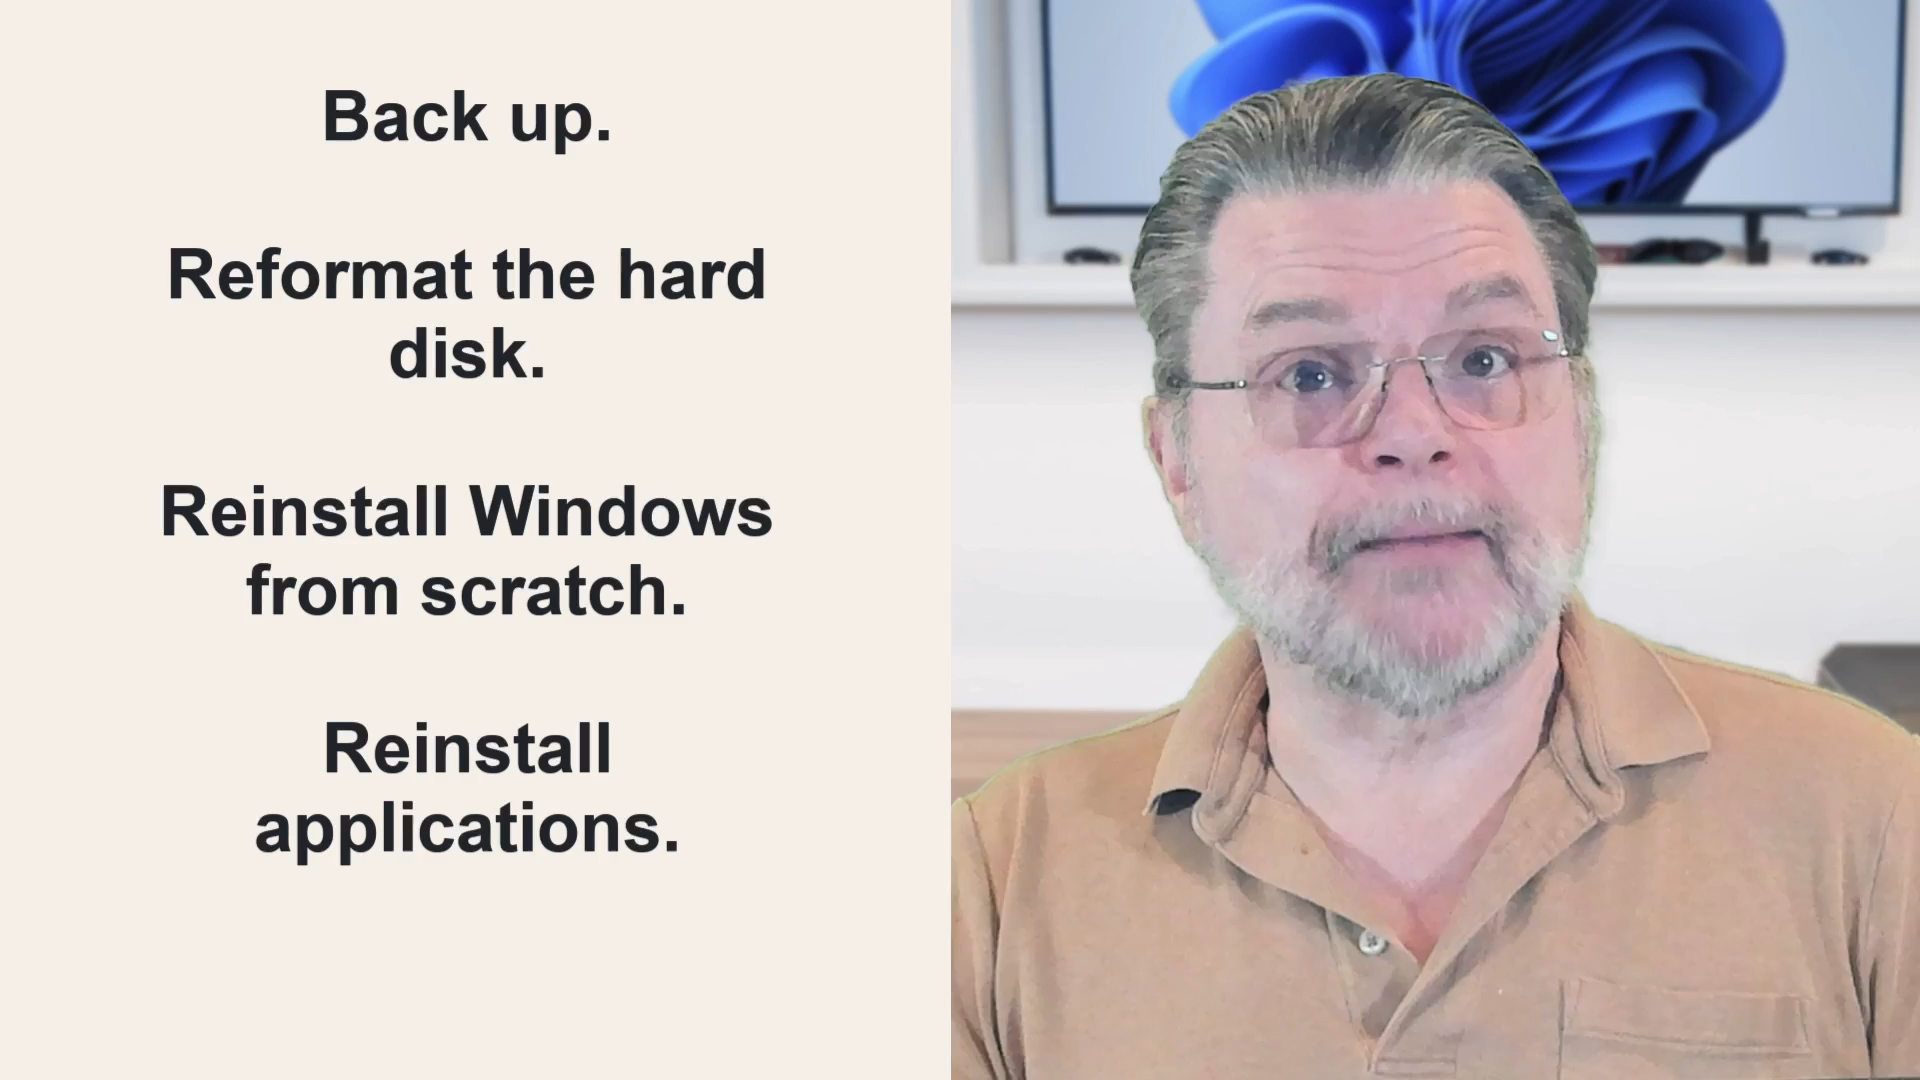 Back up.
Reformat the hard
disk.
Reinstall Windows
from scratch.
Reinstall
applications.